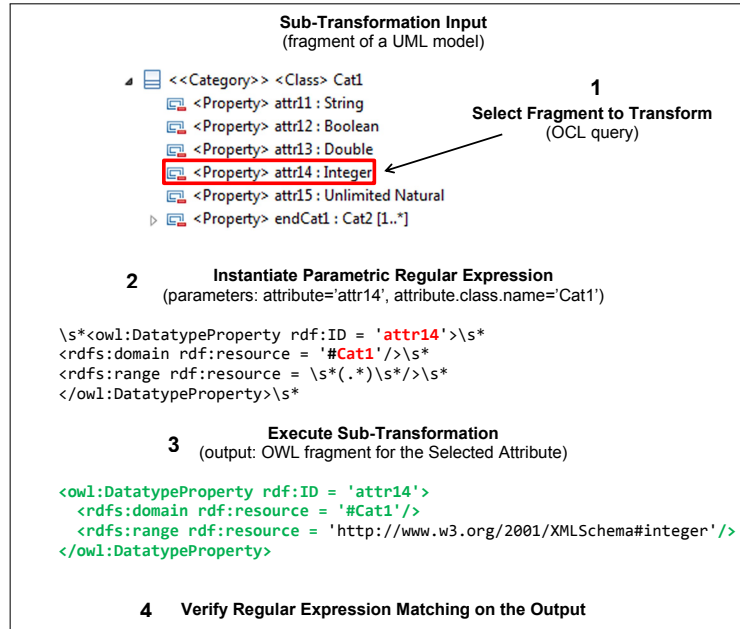 Sub-Transformation Input
(fragment of a UML model)
<<Category>> <Class> Cat1
<Property> attr11 : String
<Property> attr12 : Boolean
<Property> attr13 : Double
<Property> attr14 : Integer
<Property> attr15 : Unlimited Natural
<Property> endCat1 : Cat2 [1..*]
1
Select Fragment to Transform
(OCL query)
2 Instantiate Parametric Regular Expression
(parameters: attribute='attr14', attribute.class.name='Cat1')
\s*<owl:DatatypeProperty rdf:ID = 'attr14'>\s*
<rdfs:domain rdf:resource = '#Cat1'/>\s*
<rdfs:range rdf:resource = \s*(.*)\s*/>\s*
</owl:DatatypeProperty>\s*
3 Execute Sub-Transformation
(output: OWL fragment for the Selected Attribute)
<owl:DatatypeProperty rdf:ID = 'attr14'>
<rdfs:domain rdf:resource = '#Cat1'/>
<rdfs:range rdf:resource = 'http://www.w3.org/2001/XMLSchema#integer'/>
</owl:DatatypeProperty>
4 Verify Regular Expression Matching on the Output